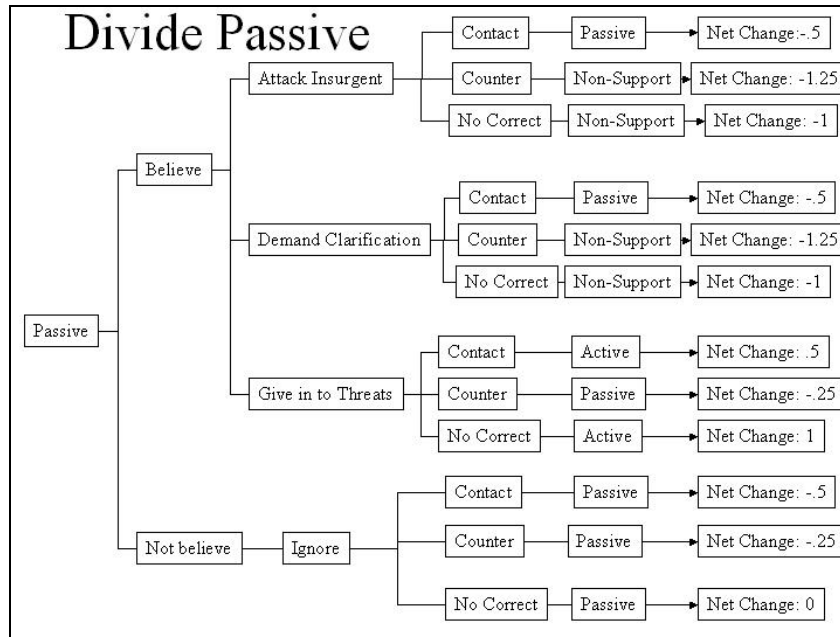 Divide Passive
Contact Passive Net Change:-.5
Attack Insurgent Counter Non-Support Net Change: -1.25
No Correct Non-Support Net Change: -1
Believe
Contact Passive Net Change: -.5
Demand Clarification Counter Non-Support Net Change: -1.25
No Correct Non-Support Net Change: -1
Passive
Contact Active Net Change: .5
Give in to Threats Counter Passive Net Change: -.25
No Correct Active Net Change: 1
Contact Passive Net Change: -.5
Not believe Ignore Counter Passive Net Change: -.25
No Correct Passive Net Change: 0